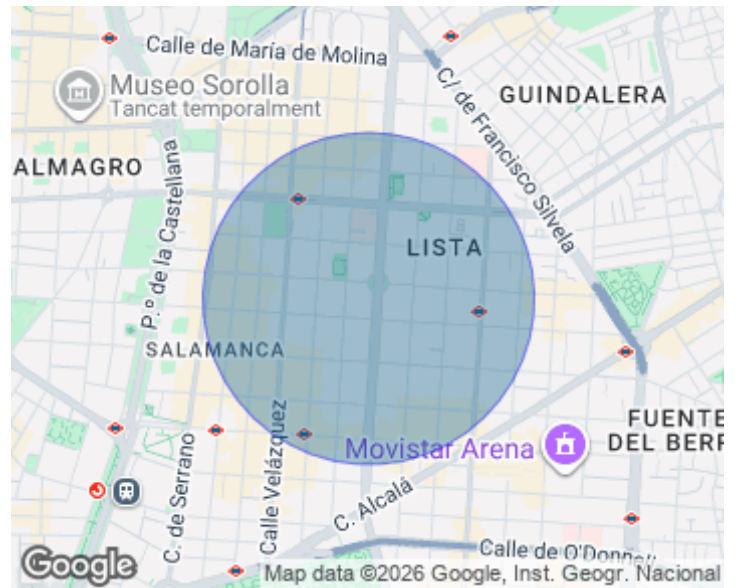 Calle de María de Molina
Museo Sorolla
Tancat temporalment
GUINDALERA
C/ de Francisco Silvela
ALMAGRO
P.º de la Castellana
LISTA
SALAMANCA
Calle Velázquez
C. de Serrano
FUENTE
DEL BERR
Movistar Arena
C. Alcalá
Calle de O'Donnell
Google
Map data ©2026 Google, Inst. Geogr. Nacional